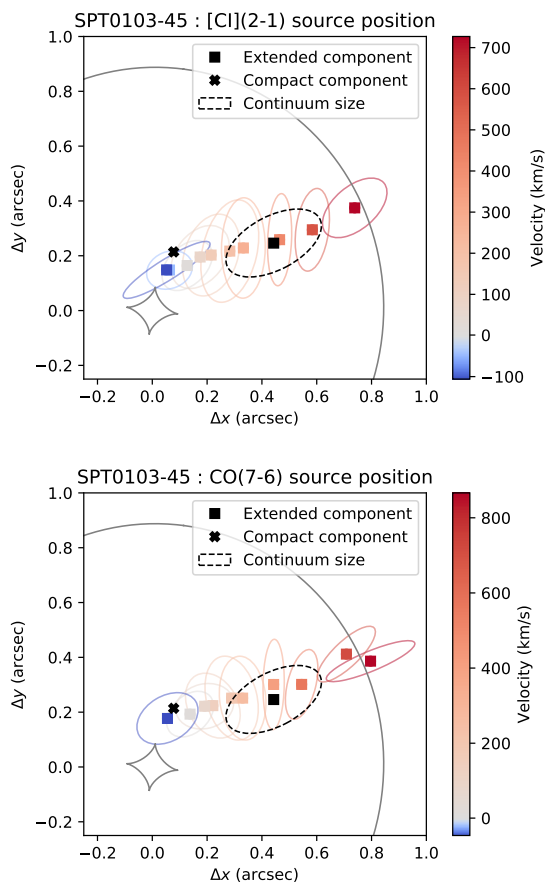 SPT0103-45 : [CI](2-1) source position
1.0
0.8
0.6
0.4
0.2
0.0
−0.2
Δy (arcsec)
Extended component
Compact component
Continuum size
−0.2 0.0 0.2 0.4 0.6 0.8 1.0
Δx (arcsec)
700
600
500
400
300
200
100
0
−100
Velocity (km/s)
SPT0103-45 : CO(7-6) source position
1.0
0.8
0.6
0.4
0.2
0.0
−0.2
Δy (arcsec)
Extended component
Compact component
Continuum size
−0.2 0.0 0.2 0.4 0.6 0.8 1.0
Δx (arcsec)
800
600
400
200
0
Velocity (km/s)